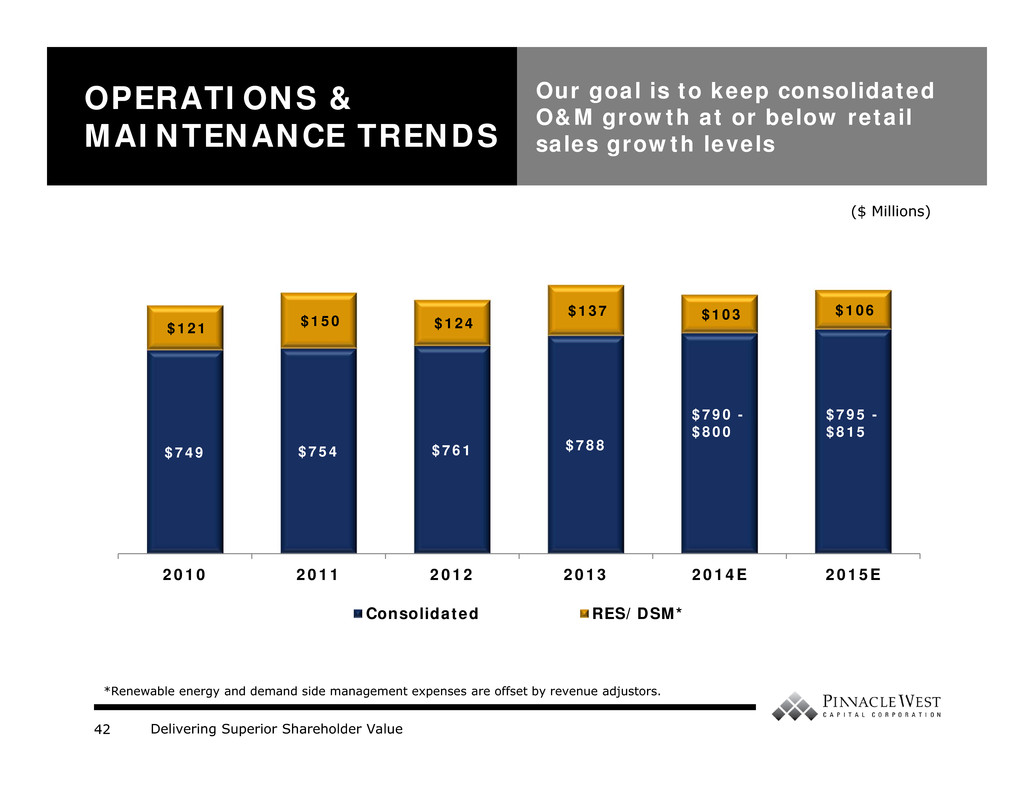 OPERATIONS &
MAINTENANCE TRENDS
Our goal is to keep consolidated
O&M growth at or below retail
sales growth levels
($ Millions)
$121
$150
$124
$137
$103
$106
$749
$754
$761
$788
$790 -
$800
$795 -
$815
2010
2011
2012
2013
2014E
2015E
Consolidated
RES/DSM*
*Renewable energy and demand side management expenses are offset by revenue adjustors.
PINNACLE WEST
CAPITAL CORPORATION
42
Delivering Superior Shareholder Value